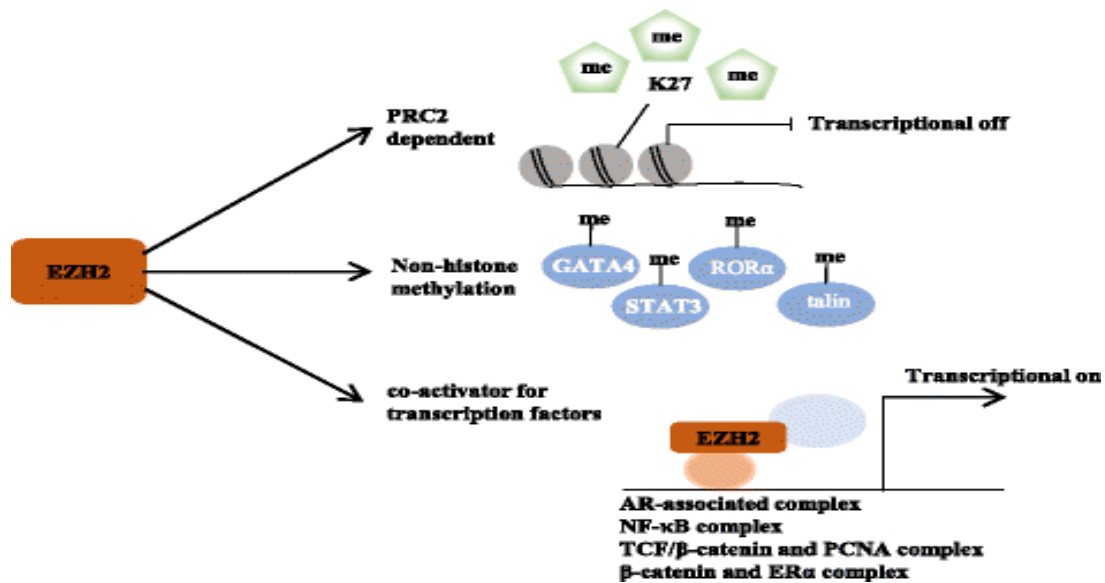 me
me
me
K27
PRC2
dependent
Transcriptional off
EZH2
Non-histone
methylation
me
GATA4
me
STAT3
me
RORα
me
talin
co-activator for
transcription factors
Transcriptional on
EZH2
AR-associated complex
NF-κB complex
TCF/β-catenin and PCNA complex
β-catenin and ERα complex